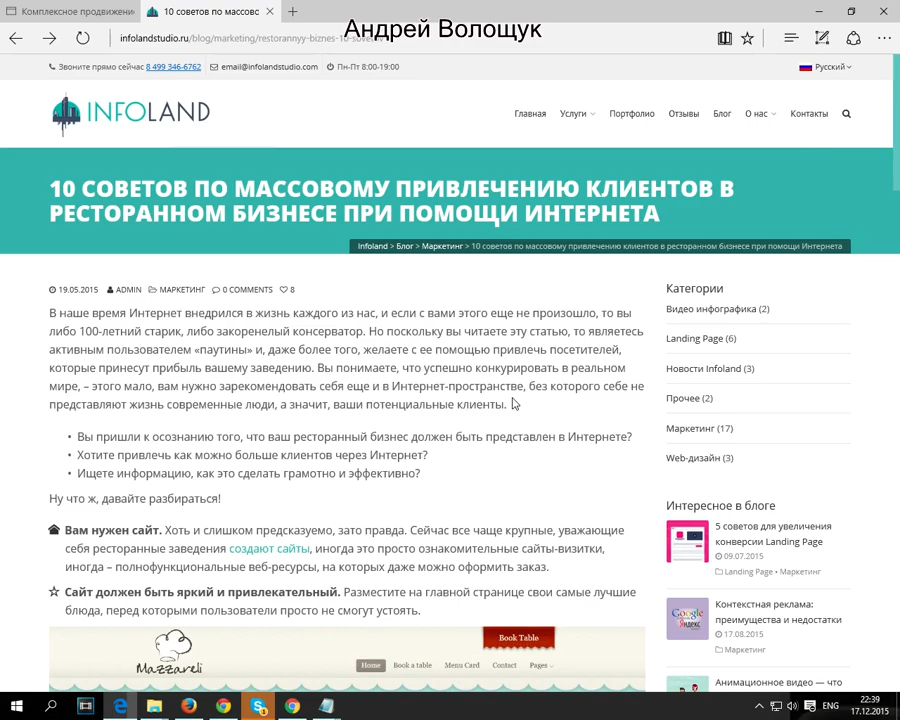 Комплексное продвижени
10 советов по массово
Андрей Волощук
infolandstudio.ru/blog/marketing/restorannyy-biznes-10-sovetov
Звоните прямо сейчас 8 499 346-6762
email@infolandstudio.com
Пн-Пт 8:00-19:00
Русский
INFOLAND
Главная
Услуги
Портфолио
Отзывы
Блог
О нас
Контакты
10 СОВЕТОВ ПО МАССОВОМУ ПРИВЛЕЧЕНИЮ КЛИЕНТОВ В
РЕСТОРАННОМ БИЗНЕСЕ ПРИ ПОМОЩИ ИНТЕРНЕТА
Infoland > Блог > Маркетинг > 10 советов по массовому привлечению клиентов в ресторанном бизнесе при помощи Интернета
19.05.2015 ADMIN МАРКЕТИНГ 0 COMMENTS 8
В наше время Интернет внедрился в жизнь каждого из нас, и если с вами этого еще не произошло, то вы
либо 100-летний старик, либо закоренелый консерватор. Но поскольку вы читаете эту статью, то являетесь
активным пользователем «паутины» и, даже более того, желаете с ее помощью привлечь посетителей,
которые принесут прибыль вашему заведению. Вы понимаете, что успешно конкурировать в реальном
мире, – этого мало, вам нужно зарекомендовать себя еще и в Интернет-пространстве, без которого себе не
представляют жизнь современные люди, а значит, ваши потенциальные клиенты.
• Вы пришли к осознанию того, что ваш ресторанный бизнес должен быть представлен в Интернете?
• Хотите привлечь как можно больше клиентов через Интернет?
• Ищете информацию, как это сделать грамотно и эффективно?
Ну что ж, давайте разбираться!
Вам нужен сайт. Хоть и слишком предсказуемо, зато правда. Сейчас все чаще крупные, уважающие
себя ресторанные заведения создают сайты, иногда это просто ознакомительные сайты-визитки,
иногда – полнофункциональные веб-ресурсы, на которых даже можно оформить заказ.
Сайт должен быть яркий и привлекательный. Разместите на главной странице свои самые лучшие
блюда, перед которыми пользователи просто не смогут устоять.
Mazzareli
Book Table
Home
Book a table
Menu Card
Contact
Pages
Категории
Видео инфографика (2)
Landing Page (6)
Новости Infoland (3)
Прочее (2)
Маркетинг (17)
Web-дизайн (3)
Интересное в блоге
5 советов для увеличения
конверсии Landing Page
09.07.2015
Landing Page • Маркетинг
Google
Яндекс
Контекстная реклама:
преимущества и недостатки
17.08.2015
Маркетинг
Анимационное видео — что
ENG
22:39
17.12.2015